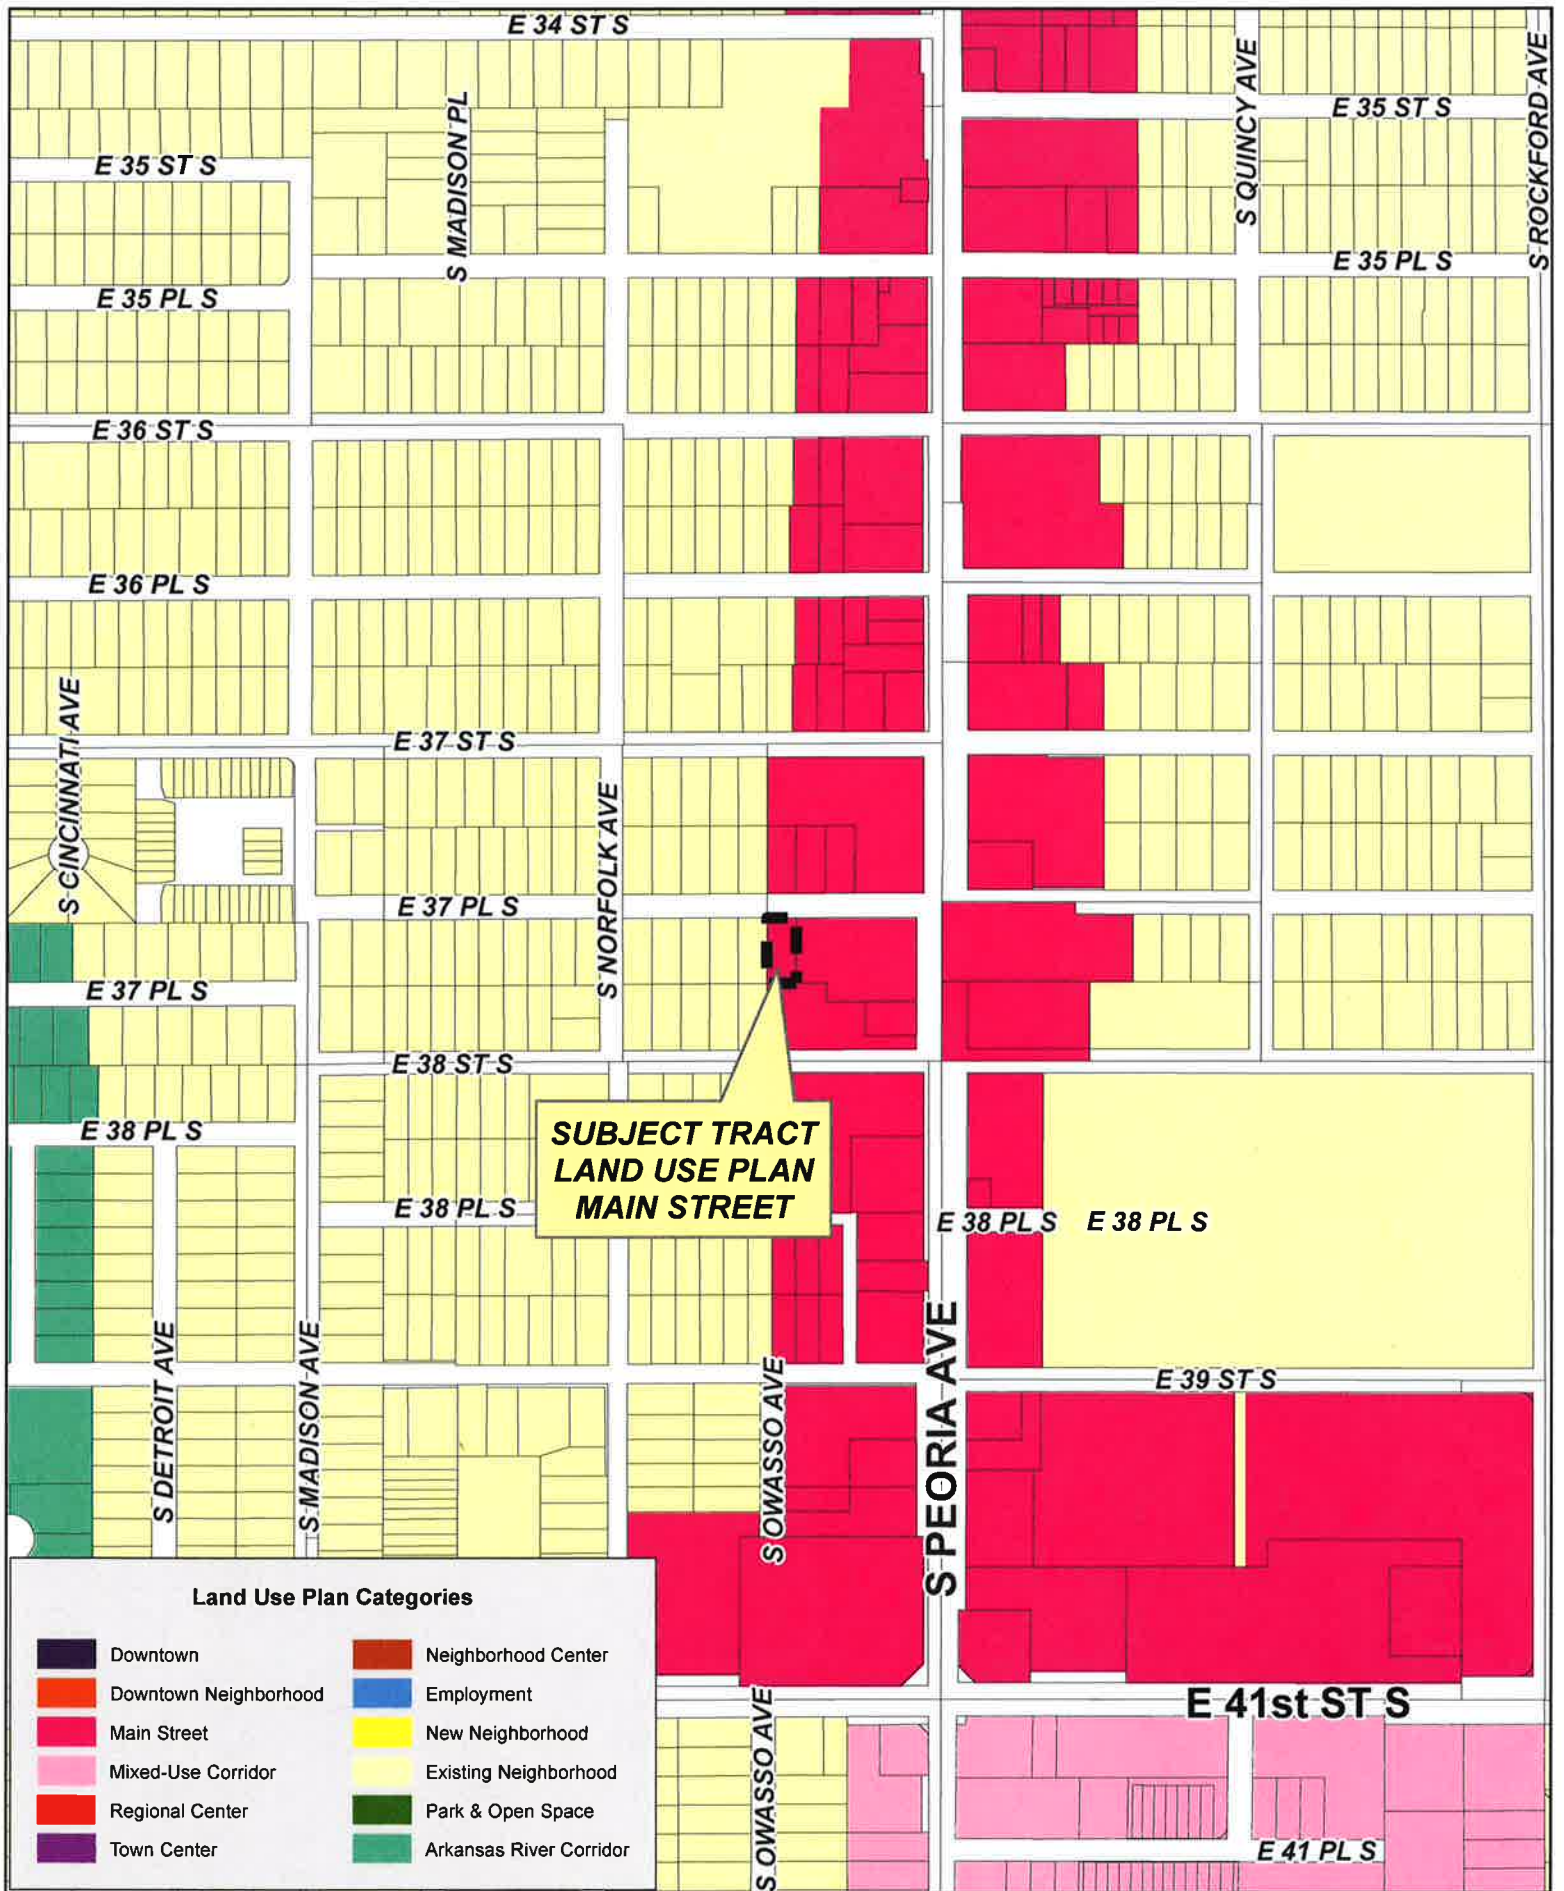 E 34 ST S
S QUINCY AVE
S ROCKFORD AVE
E 35 ST S
S MADISON PL
E 35 ST S
E 35 PL S
E 35 PL S
E 36 ST S
E 36 PL S
S CINCINNATI AVE
E 37 ST S
S NORFOLK AVE
E 37 PL S
E 37 PL S
E 38 ST S
E 38 PL S
SUBJECT TRACT
LAND USE PLAN
MAIN STREET
E 38 PL S
E 38 PL S
E 38 PL S
S DETROIT AVE
S MADISON AVE
S OWASSO AVE
S PEORIA AVE
E 39 ST S
Land Use Plan Categories
Downtown
Downtown Neighborhood
Main Street
Mixed-Use Corridor
Regional Center
Town Center
Neighborhood Center
Employment
New Neighborhood
Existing Neighborhood
Park & Open Space
Arkansas River Corridor
E 41st ST S
S OWASSO AVE
E 41 PL S